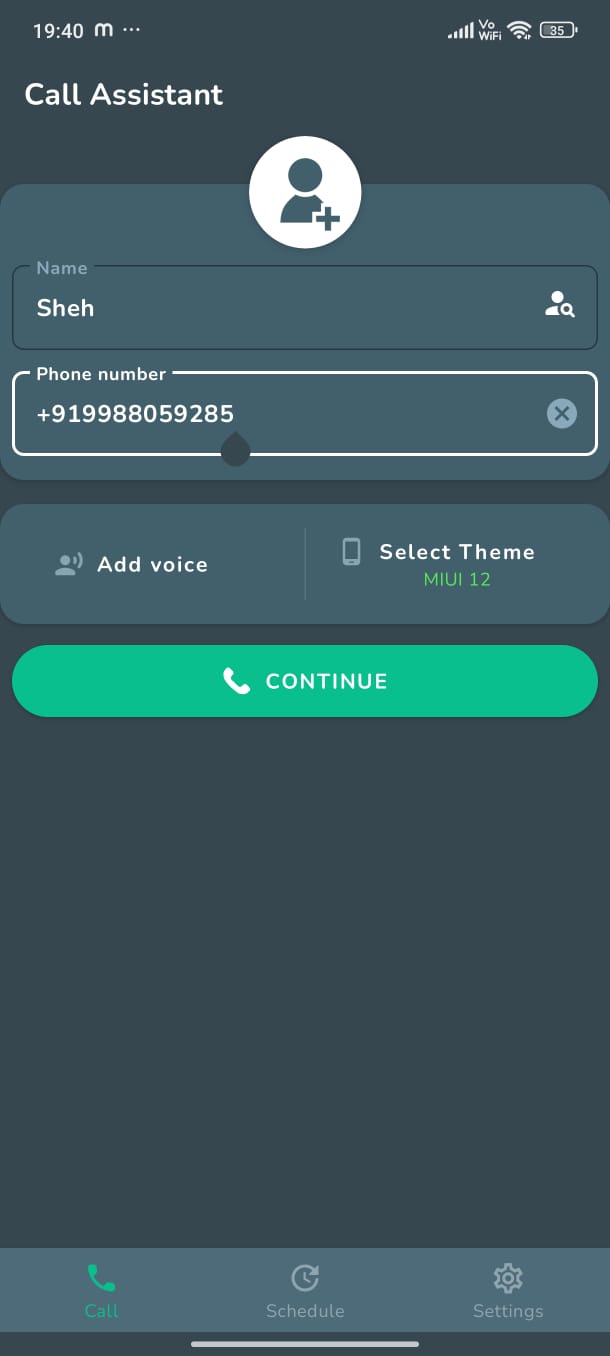 19:40 m ...
Vo
WiFi
35
Call Assistant
Name
Sheh
Phone number
+919988059285
Add voice
Select Theme
MIUI 12
CONTINUE
Call Schedule Settings